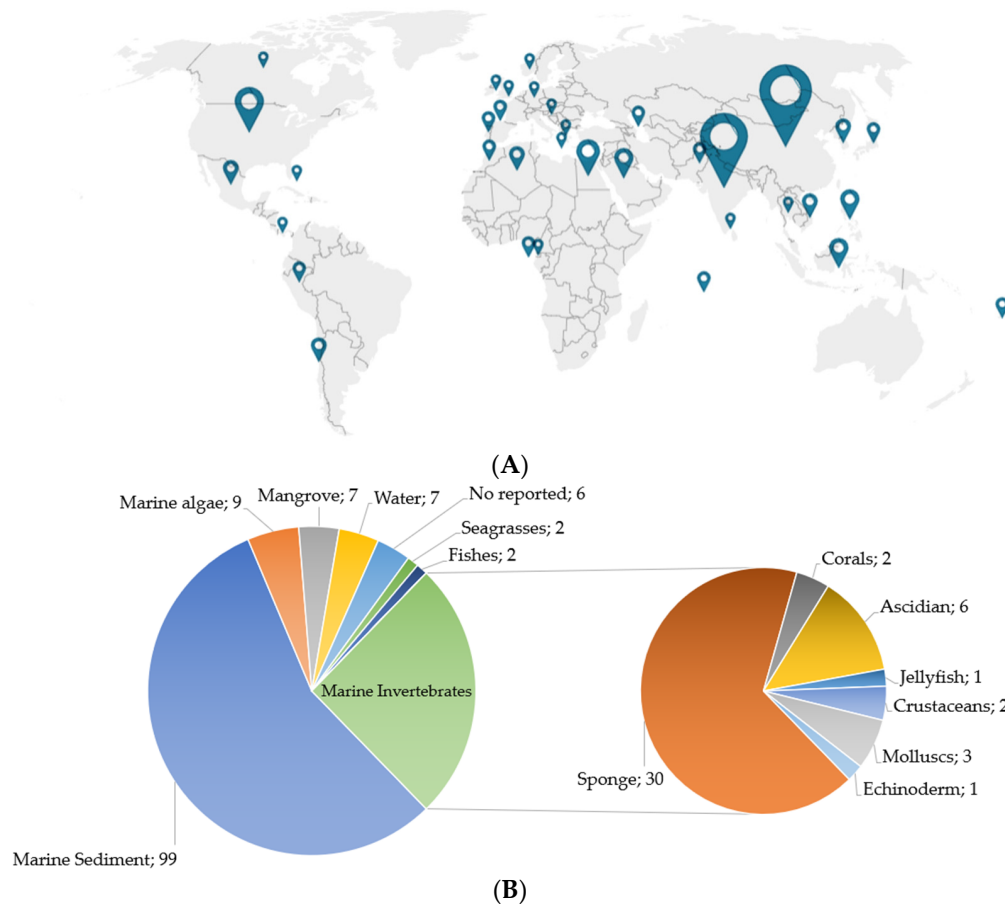 (A)
Marine algae; 9
Mangrove; 7
Water; 7
No reported; 6
Seagrasses; 2
Fishes; 2
Marine Invertebrates
Marine Sediment; 99
Corals; 2
Ascidian; 6
Jellyfish; 1
Crustaceans; 2
Molluscs; 3
Echinoderm; 1
Sponge; 30
(B)